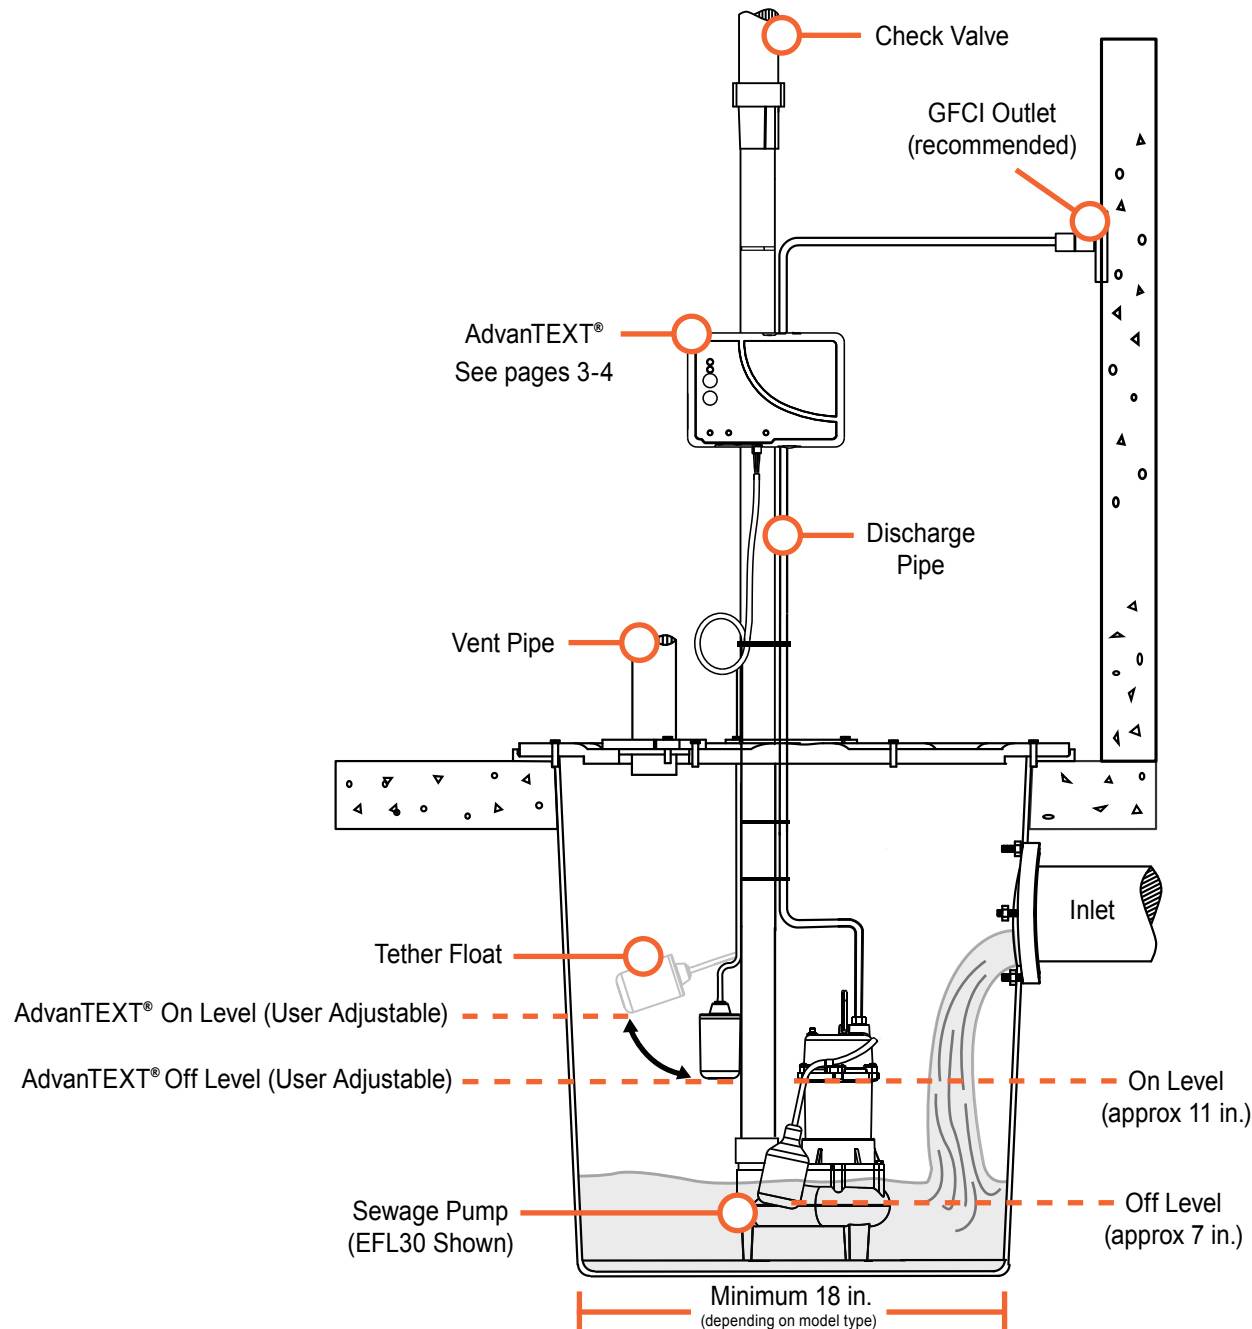 Check Valve
GFCI Outlet
(recommended)
AdvanTEXT®
See pages 3-4
Discharge
Pipe
Vent Pipe
Inlet
Tether Float
AdvanTEXT® On Level (User Adjustable)
AdvanTEXT® Off Level (User Adjustable)
On Level
(approx 11 in.)
Sewage Pump
(EFL30 Shown)
Off Level
(approx 7 in.)
Minimum 18 in.
(depending on model type)